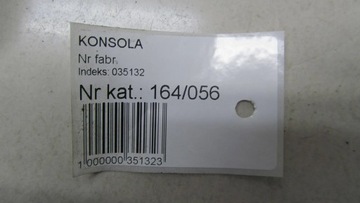 KONSOLA
Nr fabr.
Indeks: 035132
Nr kat.: 164/056
1 000000 351323